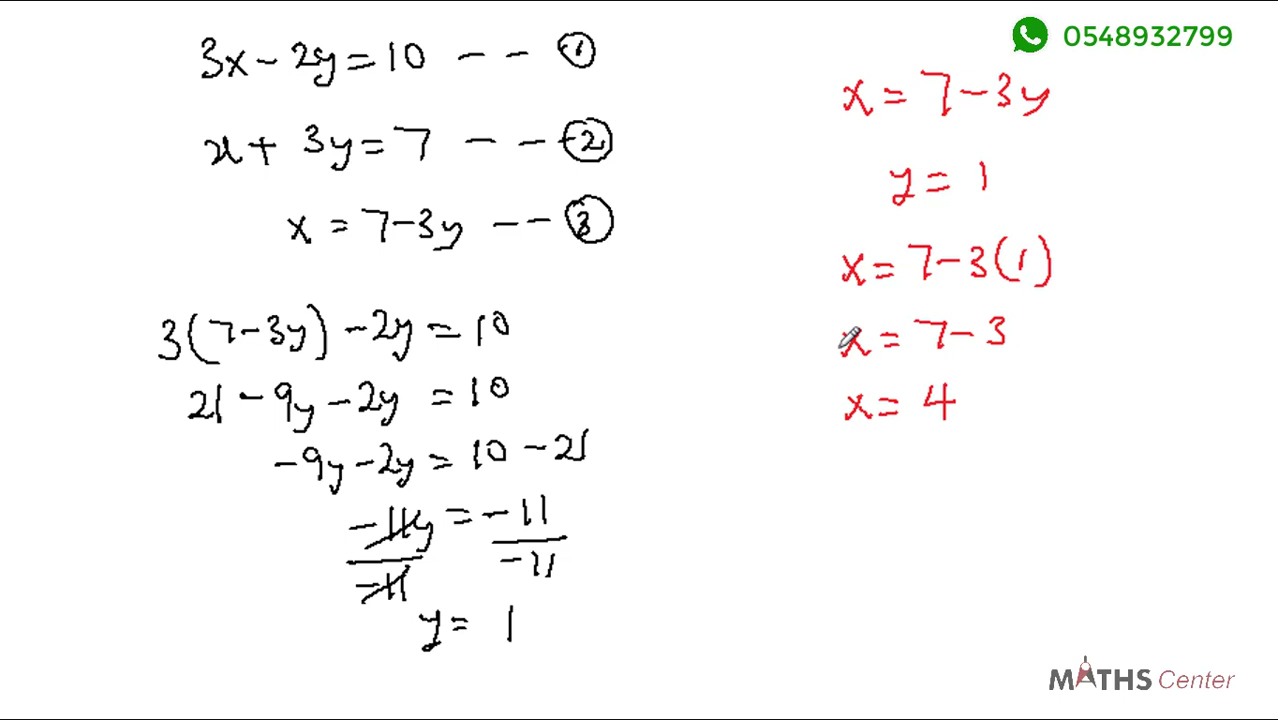 3x - 2y = 10 - - ①
x + 3y = 7 - - ②
x = 7 - 3y - - ③
3(7 - 3y) - 2y = 10
21 - 9y - 2y = 10
-9y - 2y = 10 - 21
-11y = -11
-11 -11
y = 1
0548932799
x = 7 - 3y
y = 1
x = 7 - 3(1)
x = 7 - 3
x = 4
MATHS Center